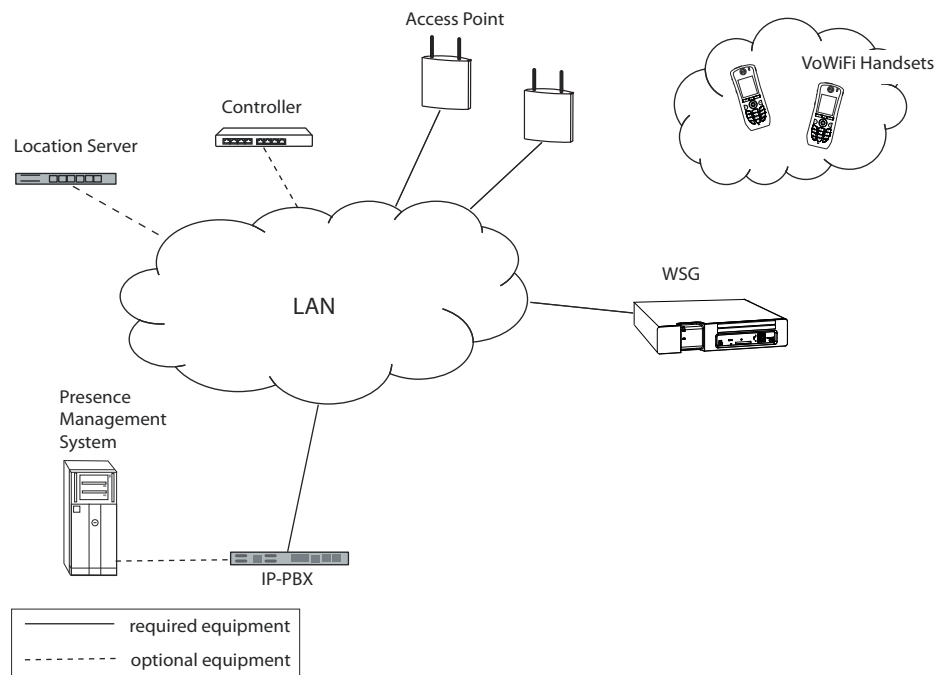 Access Point
VoWiFi Handsets
Controller
Location Server
LAN
WSG
Presence
Management
System
IP-PBX
required equipment
optional equipment